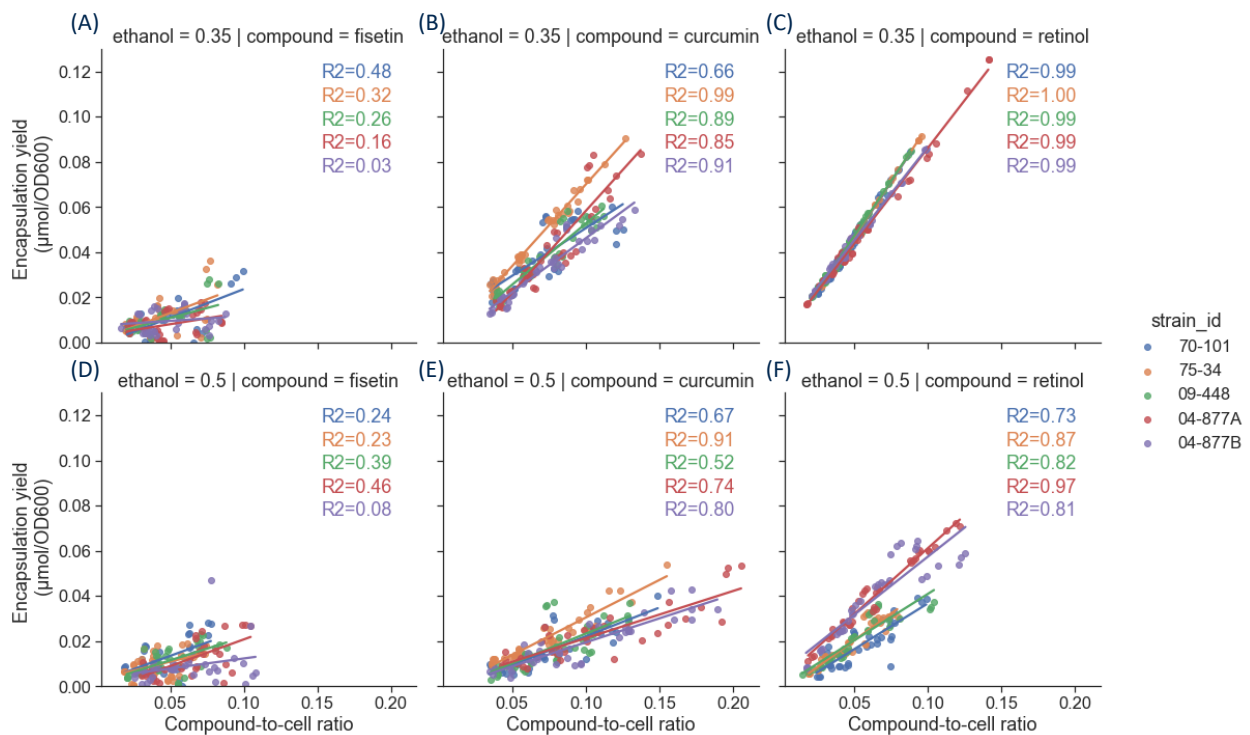 (A) (B) (C)
ethanol = 0.35 | compound = fisetin ethanol = 0.35 | compound = curcumin ethanol = 0.35 | compound = retinol
0.12 R2=0.48 R2=0.66 R2=0.99
0.10 R2=0.32 R2=0.99 R2=1.00
R2=0.26 R2=0.89 R2=0.99
0.08 R2=0.16 R2=0.85 R2=0.99
R2=0.03 R2=0.91 R2=0.99
0.06
0.04
0.02
0.00
Encapsulation yield
(µmol/OD600)
(D) (E) (F)
ethanol = 0.5 | compound = fisetin ethanol = 0.5 | compound = curcumin ethanol = 0.5 | compound = retinol
0.12 R2=0.24 R2=0.67 R2=0.73
0.10 R2=0.23 R2=0.91 R2=0.87
R2=0.39 R2=0.52 R2=0.82
0.08 R2=0.46 R2=0.74 R2=0.97
R2=0.08 R2=0.80 R2=0.81
0.06
0.04
0.02
0.00
Encapsulation yield
(µmol/OD600)
0.05 0.10 0.15 0.20 0.05 0.10 0.15 0.20 0.05 0.10 0.15 0.20
Compound-to-cell ratio Compound-to-cell ratio Compound-to-cell ratio
strain_id
70-101
75-34
09-448
04-877A
04-877B